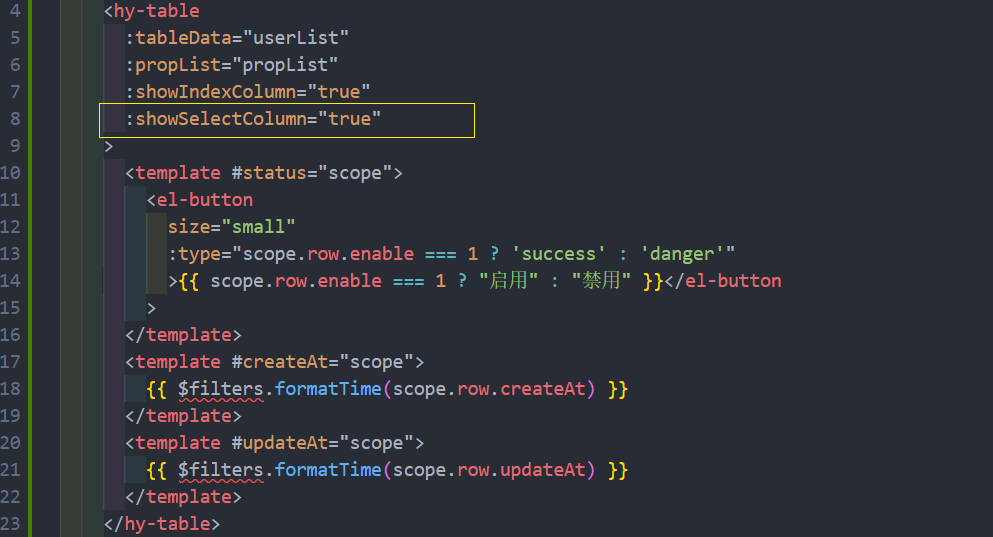 4 <hy-table
5 :tableData="userList"
6 :propList="propList"
7 :showIndexColumn="true"
8 :showSelectColumn="true"
9 >
10 <template #status="scope">
11 <el-button
12 size="small"
13 :type="scope.row.enable === 1 ? 'success' : 'danger'"
14 >{{ scope.row.enable === 1 ? "启用" : "禁用" }}</el-button
15 >
16 </template>
17 <template #createAt="scope">
18 {{ $filters.formatTime(scope.row.createAt) }}
19 </template>
20 <template #updateAt="scope">
21 {{ $filters.formatTime(scope.row.updateAt) }}
22 </template>
23 </hy-table>